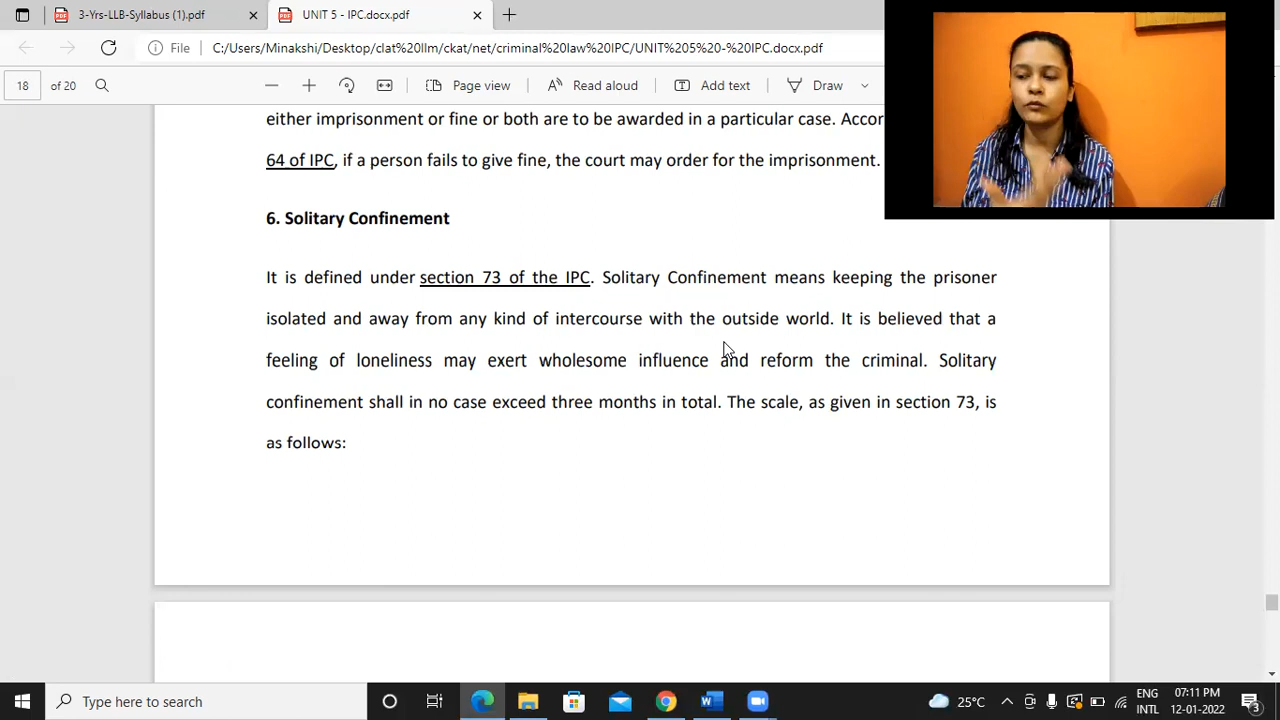 3-Yrs-LLB-Syllabus (1).pdf
UNIT 5 - IPC.docx.pdf
File
C:/Users/Minakshi/Desktop/clat%20llm/ckat/net/criminal%20law%20IPC/UNIT%205%20-%20IPC.docx.pdf
18 of 20
Page view
Read aloud
Add text
Draw
either imprisonment or fine or both are to be awarded in a particular case. Accor
64 of IPC, if a person fails to give fine, the court may order for the imprisonment.
6. Solitary Confinement
It is defined under section 73 of the IPC. Solitary Confinement means keeping the prisoner
isolated and away from any kind of intercourse with the outside world. It is believed that a
feeling of loneliness may exert wholesome influence and reform the criminal. Solitary
confinement shall in no case exceed three months in total. The scale, as given in section 73, is
as follows:
Type here to search
25°C
ENG
INTL
07:11 PM
12-01-2022
3